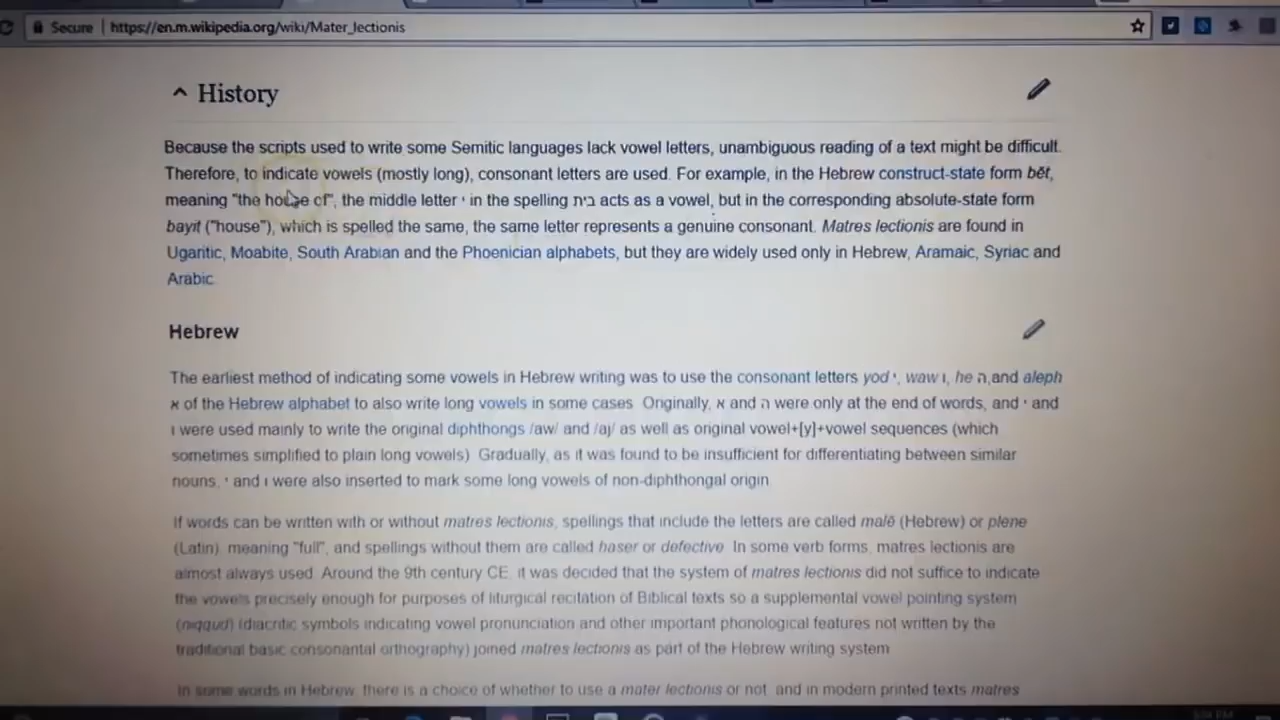 Secure | https://en.m.wikipedia.org/wiki/Mater_lectionis
History
Because the scripts used to write some Semitic languages lack vowel letters, unambiguous reading of a text might be difficult.
Therefore, to indicate vowels (mostly long), consonant letters are used. For example, in the Hebrew construct-state form bēt,
meaning "the house of", the middle letter י in the spelling בית acts as a vowel, but in the corresponding absolute-state form
bayit ("house"), which is spelled the same, the same letter represents a genuine consonant. Matres lectionis are found in
Ugaritic, Moabite, South Arabian and the Phoenician alphabets, but they are widely used only in Hebrew, Aramaic, Syriac and
Arabic.
Hebrew
The earliest method of indicating some vowels in Hebrew writing was to use the consonant letters yod י, waw ו, he ה,and aleph
א of the Hebrew alphabet to also write long vowels in some cases. Originally, א and ה were only at the end of words, and י and
ו were used mainly to write the original diphthongs /aw/ and /aj/ as well as original vowel+[y]+vowel sequences (which
sometimes simplified to plain long vowels). Gradually, as it was found to be insufficient for differentiating between similar
nouns, י and ו were also inserted to mark some long vowels of non-diphthongal origin.
If words can be written with or without matres lectionis, spellings that include the letters are called malē (Hebrew) or plene
(Latin), meaning "full", and spellings without them are called haser or defective. In some verb forms, matres lectionis are
almost always used. Around the 9th century CE, it was decided that the system of matres lectionis did not suffice to indicate
the vowels precisely enough for purposes of liturgical recitation of Biblical texts so a supplemental vowel pointing system
(niqqud) (diacritic symbols indicating vowel pronunciation and other important phonological features not written by the
traditional basic consonantal orthography) joined matres lectionis as part of the Hebrew writing system.
In some words in Hebrew, there is a choice of whether to use a mater lectionis or not, and in modern printed texts matres